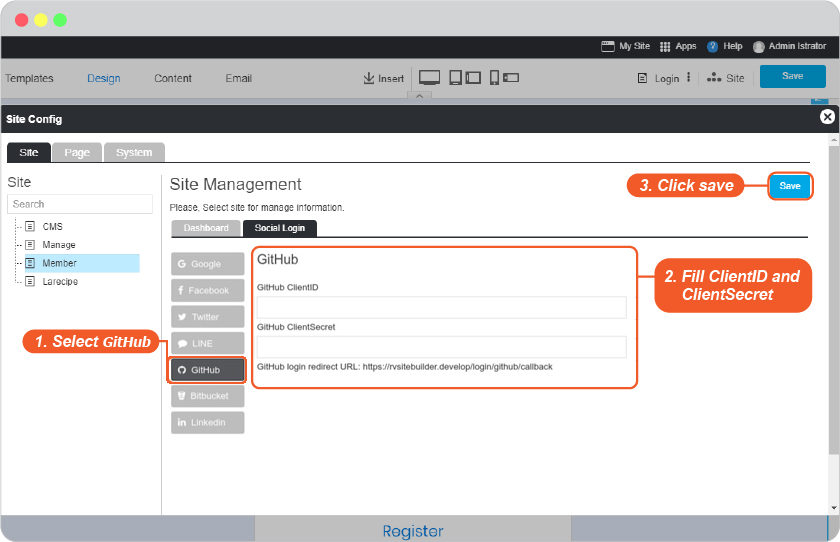 My Site Apps ? Help Admin Istrator
Templates Design Content Email Insert Login Site Save
Site Config
Site Page System
Site
Search
CMS
Manage
Member
Larecipe
Site Management
Please, Select site for manage information.
3. Click save
Save
Dashboard Social Login
Google
Facebook
Twitter
LINE
GitHub
Bitbucket
Linkedin
1. Select GitHub
GitHub
GitHub ClientID
GitHub ClientSecret
GitHub login redirect URL: https://rvsitebuilder.develop/login/github/callback
2. Fill ClientID and
ClientSecret
Register